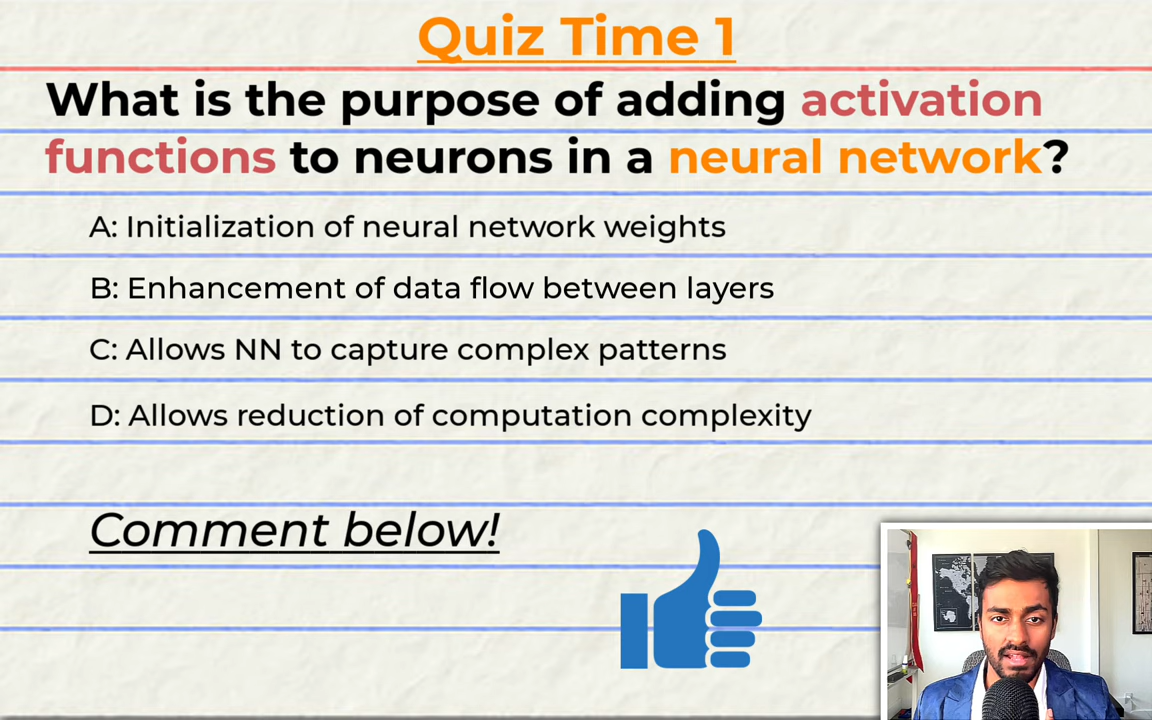 Quiz Time 1
What is the purpose of adding activation
functions to neurons in a neural network?
A: Initialization of neural network weights
B: Enhancement of data flow between layers
C: Allows NN to capture complex patterns
D: Allows reduction of computation complexity
Comment below!